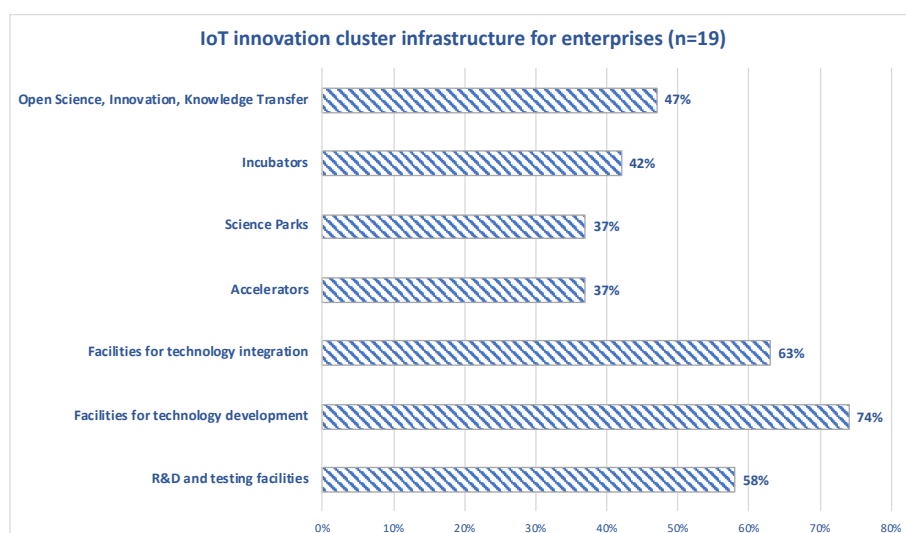 IoT innovation cluster infrastructure for enterprises (n=19)
Open Science, Innovation, Knowledge Transfer
47%
Incubators
42%
Science Parks
37%
Accelerators
37%
Facilities for technology integration
63%
Facilities for technology development
74%
R&D and testing facilities
58%
0% 10% 20% 30% 40% 50% 60% 70% 80%